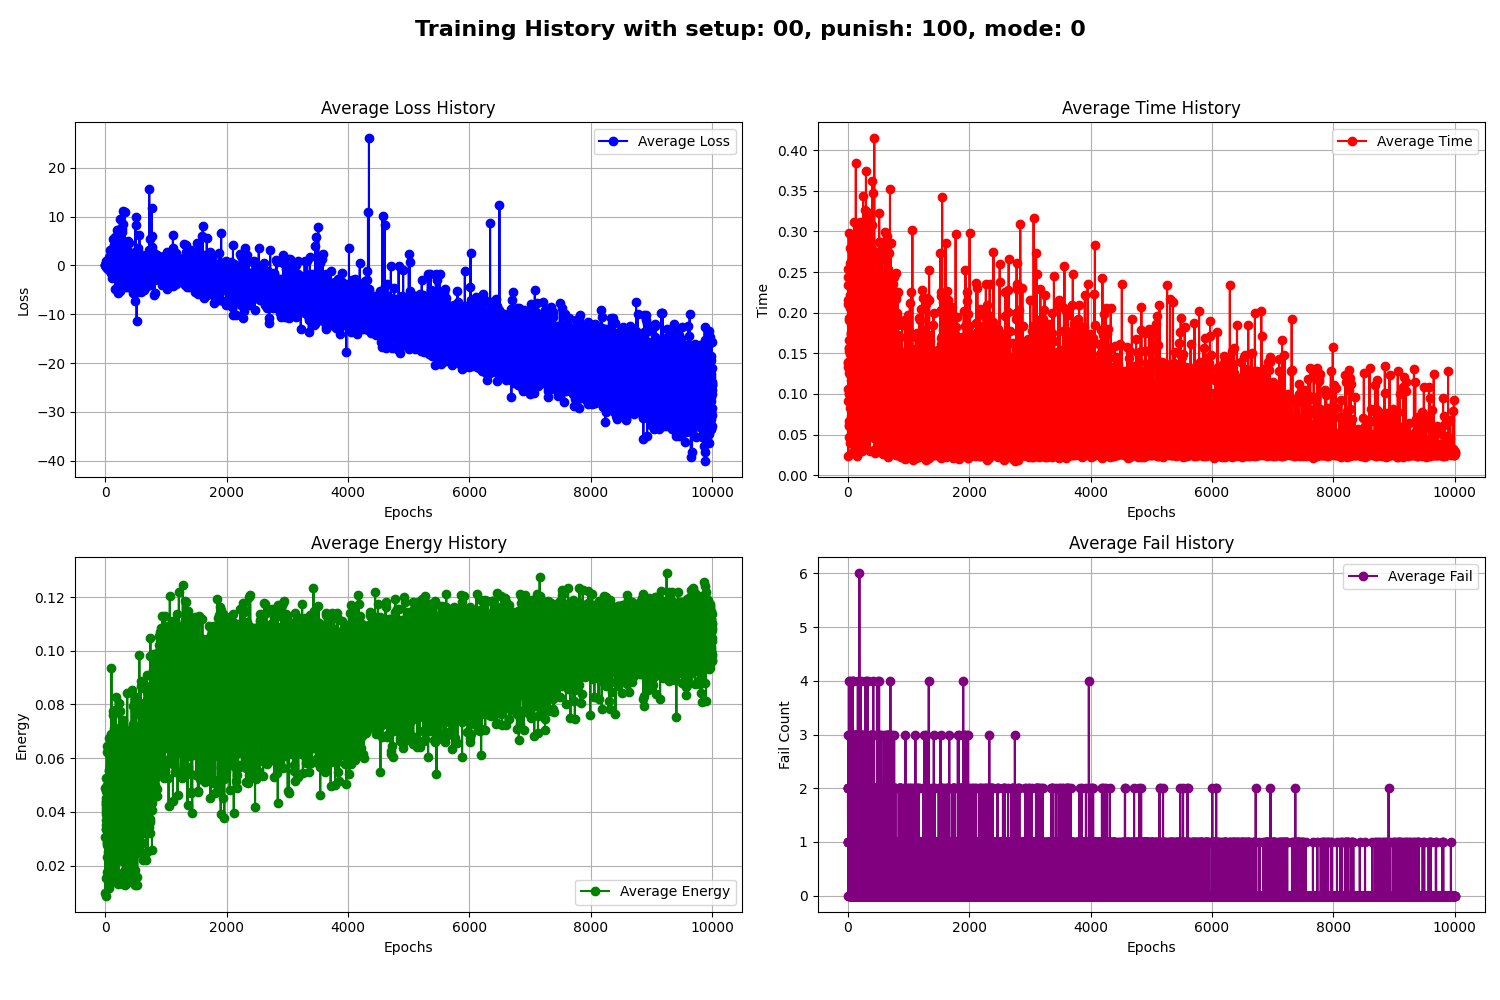 Training History with setup: 00, punish: 100, mode: 0
Average Loss History
Average Loss
20
10
0
−10
−20
−30
−40
Loss
0 2000 4000 6000 8000 10000
Epochs
Average Time History
Average Time
0.40
0.35
0.30
0.25
0.20
0.15
0.10
0.05
0.00
Time
0 2000 4000 6000 8000 10000
Epochs
Average Energy History
0.12
0.10
0.08
0.06
0.04
0.02
Energy
Average Energy
0 2000 4000 6000 8000 10000
Epochs
Average Fail History
Average Fail
6
5
4
3
2
1
0
Fail Count
0 2000 4000 6000 8000 10000
Epochs